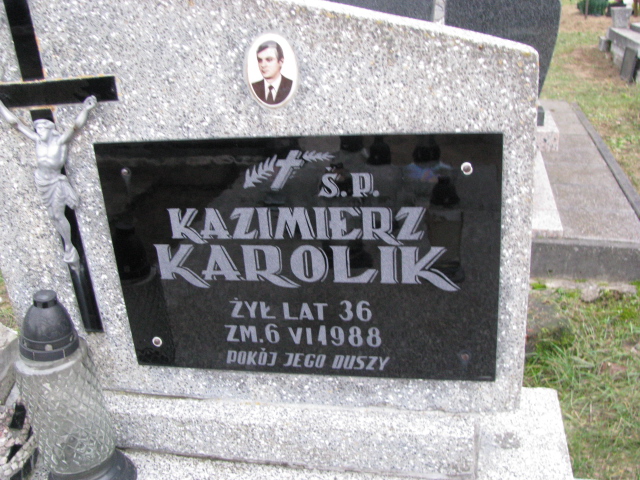 Ś.P.
KAZIMIERZ
KAROLIK
ŻYŁ LAT 36
ZM.6 VI 1988
POKÓJ JEGO DUSZY